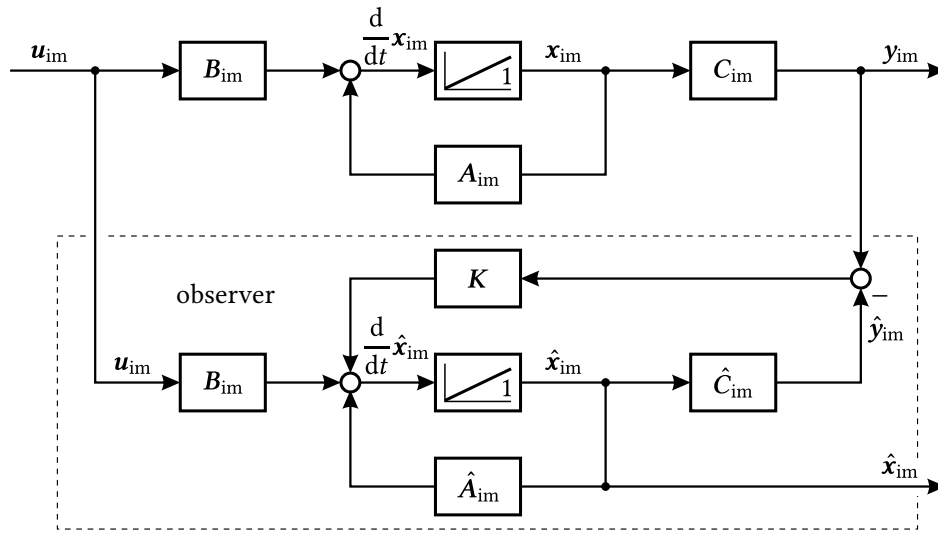 u_im
B_im
d/dt x_im
1
x_im
C_im
y_im
A_im
observer
K
−
ŷ_im
u_im
B_im
d/dt x̂_im
1
x̂_im
Ĉ_im
Â_im
x̂_im